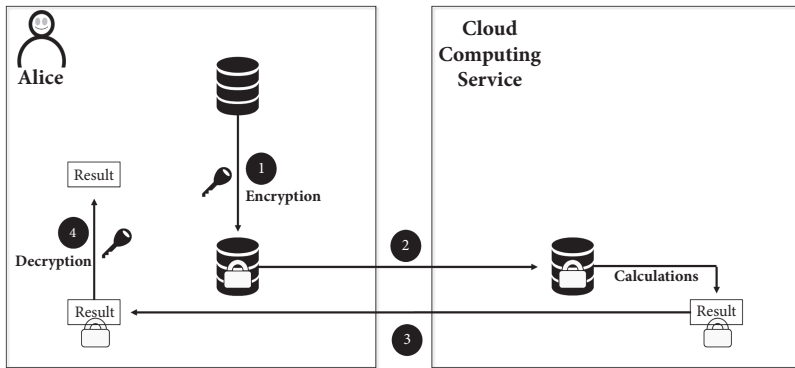 Alice
Cloud
Computing
Service
1
Encryption
Result
4
Decryption
2
Calculations
Result
Result
3